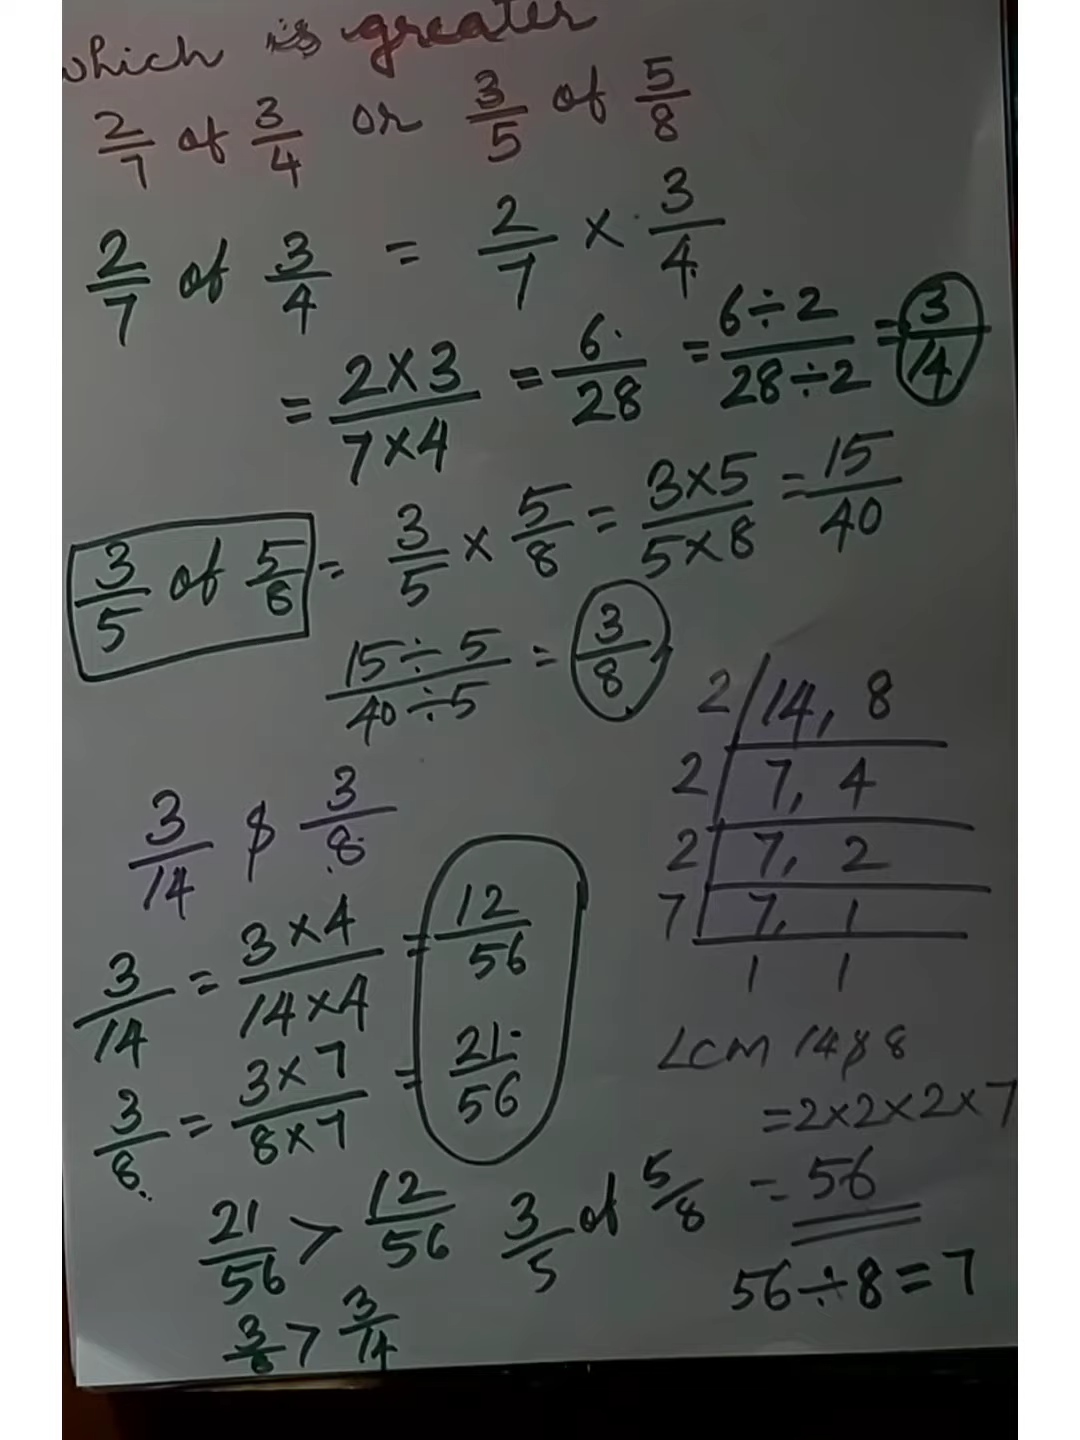 which is greater
2/7 of 3/4 or 3/5 of 5/8
2/7 of 3/4 = 2/7 × 3/4
= 2×3/7×4 = 6/28 = 6÷2/28÷2 = 3/14
3/5 of 5/8 = 3/5 × 5/8 = 3×5/5×8 = 15/40
15÷5/40÷5 = 3/8
3/14 & 3/8
3/14 = 3×4/14×4 = 12/56
3/8 = 3×7/8×7 = 21/56
21/56 > 12/56 3/5 of 5/8
3/8 > 3/14
2 14, 8
2 7, 4
2 7, 2
7 7, 1
1 1
LCM 14 & 8
=2×2×2×7
= 56
56÷8=7